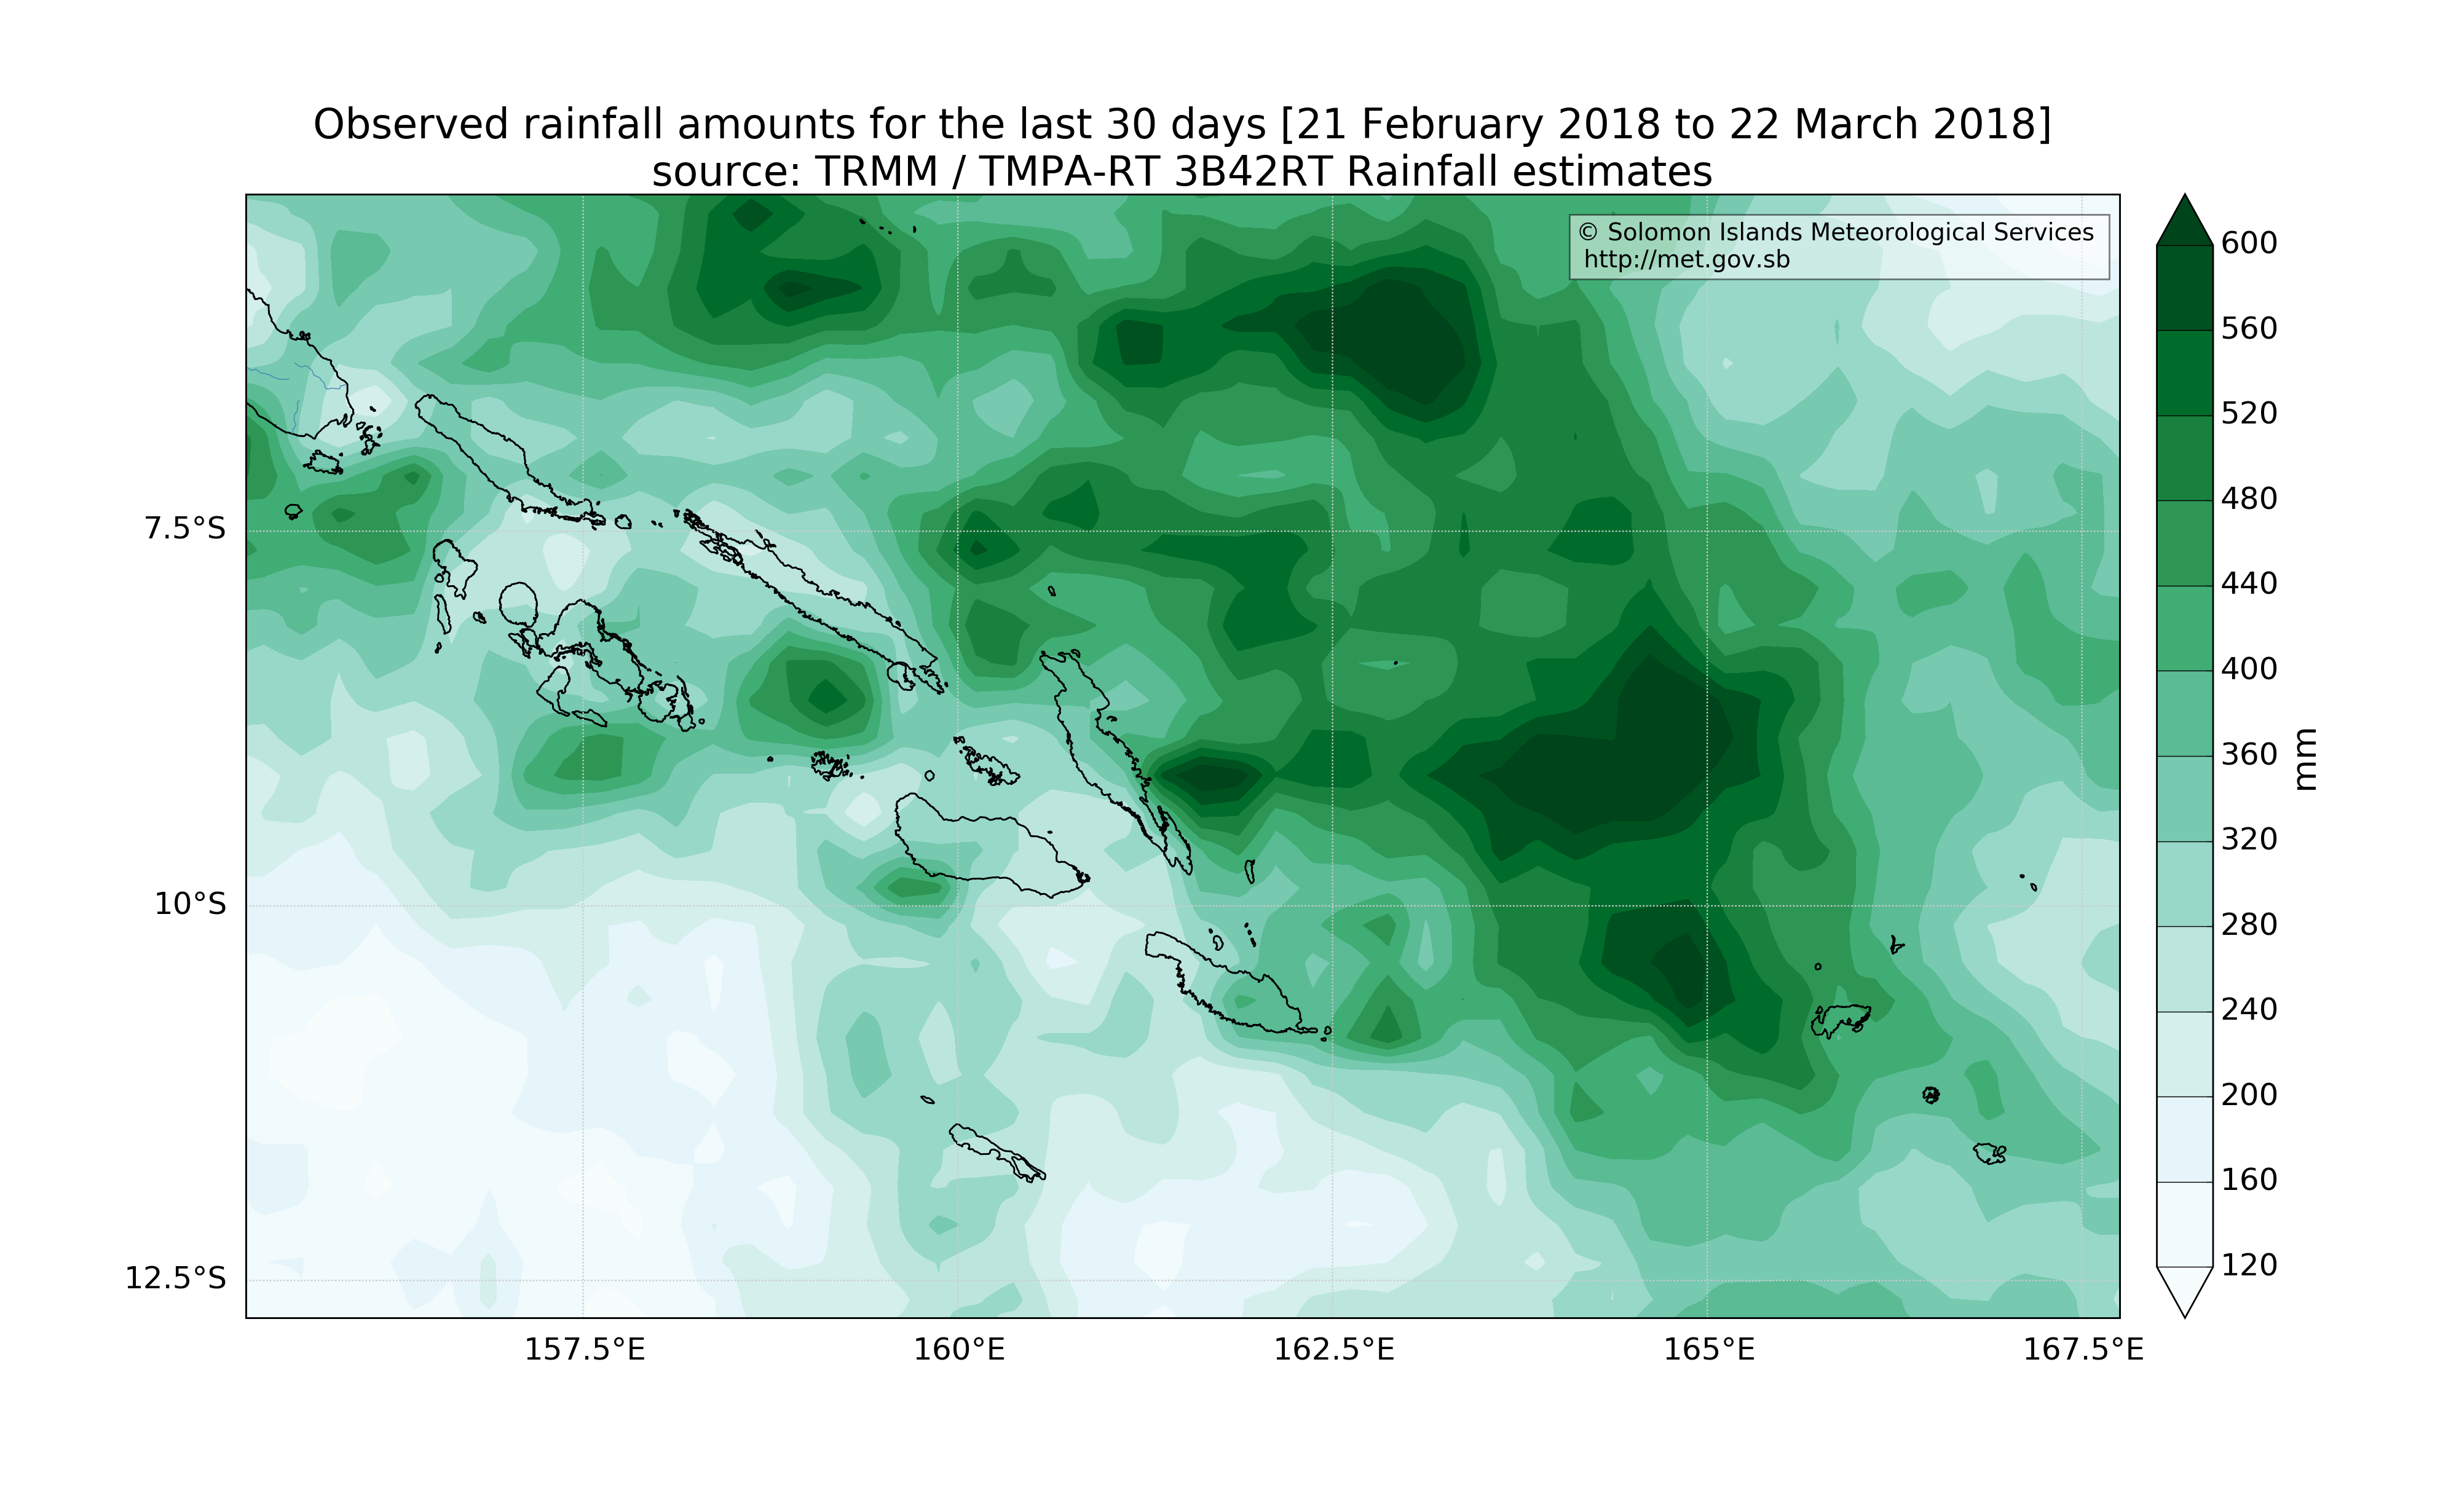 Observed rainfall amounts for the last 30 days [21 February 2018 to 22 March 2018]
source: TRMM / TMPA-RT 3B42RT Rainfall estimates
© Solomon Islands Meteorological Services
http://met.gov.sb
7.5°S
10°S
12.5°S
157.5°E
160°E
162.5°E
165°E
167.5°E
600
560
520
480
440
400
360
320
280
240
200
160
120
mm